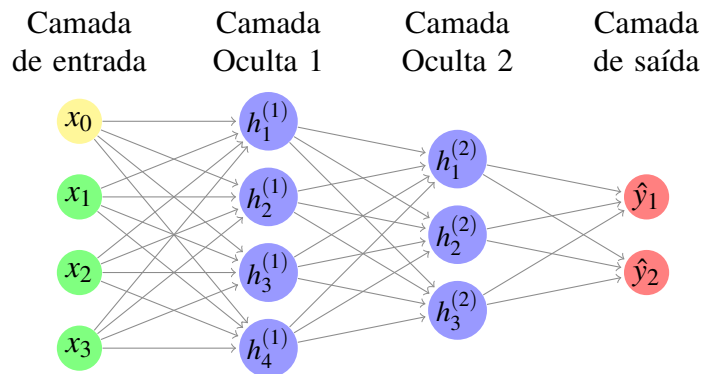 Camada de entrada
Camada Oculta 1
Camada Oculta 2
Camada de saída
x₀
x₁
x₂
x₃
h₁⁽¹⁾
h₂⁽¹⁾
h₃⁽¹⁾
h₄⁽¹⁾
h₁⁽²⁾
h₂⁽²⁾
h₃⁽²⁾
ŷ₁
ŷ₂